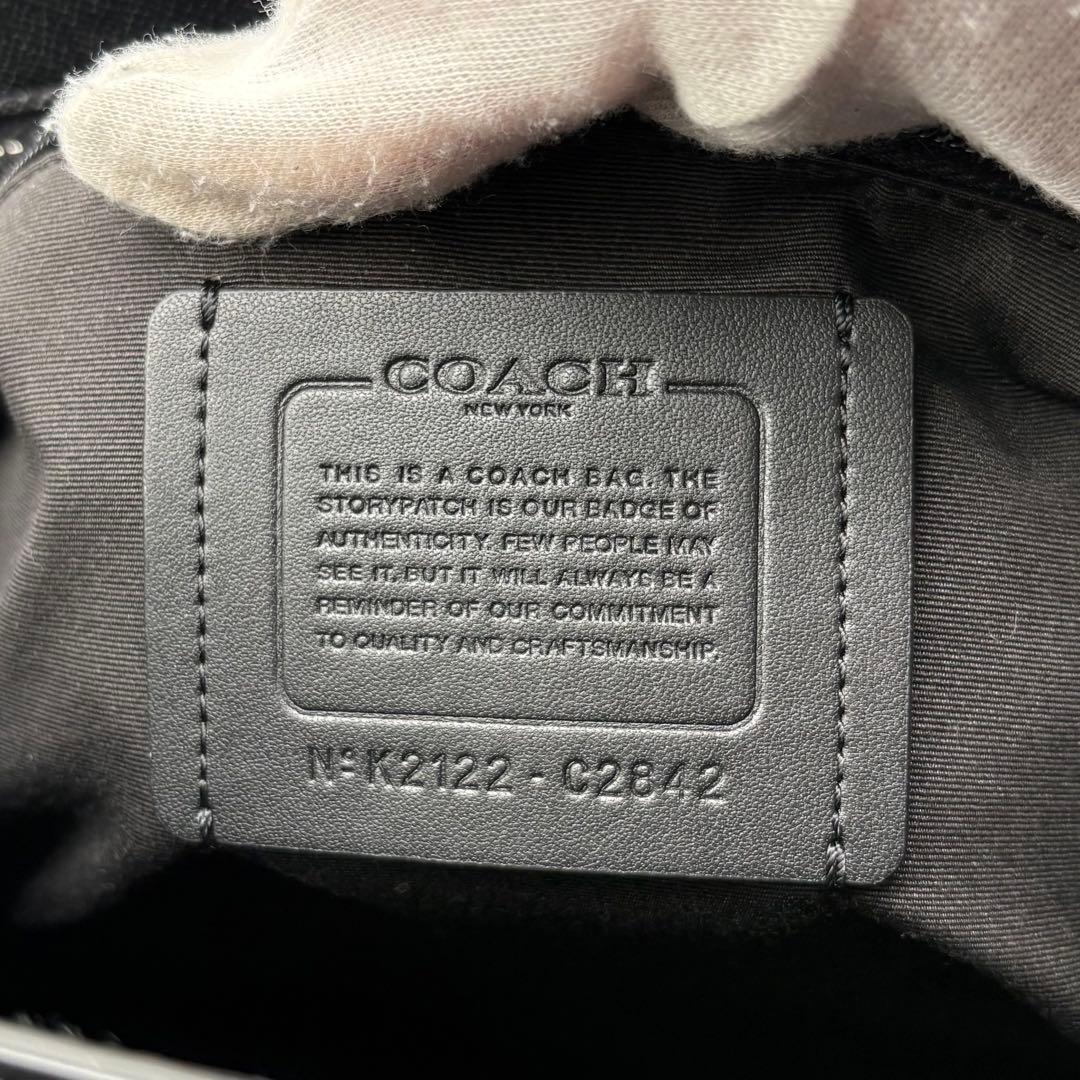 COACH
NEW YORK
THIS IS A COACH BAG. THE
STORYPATCH IS OUR BADGE OF
AUTHENTICITY. FEW PEOPLE MAY
SEE IT. BUT IT WILL ALWAYS BE A
REMINDER OF OUR COMMITMENT
TO QUALITY AND CRAFTSMANSHIP.
Nº K2122 - C2842